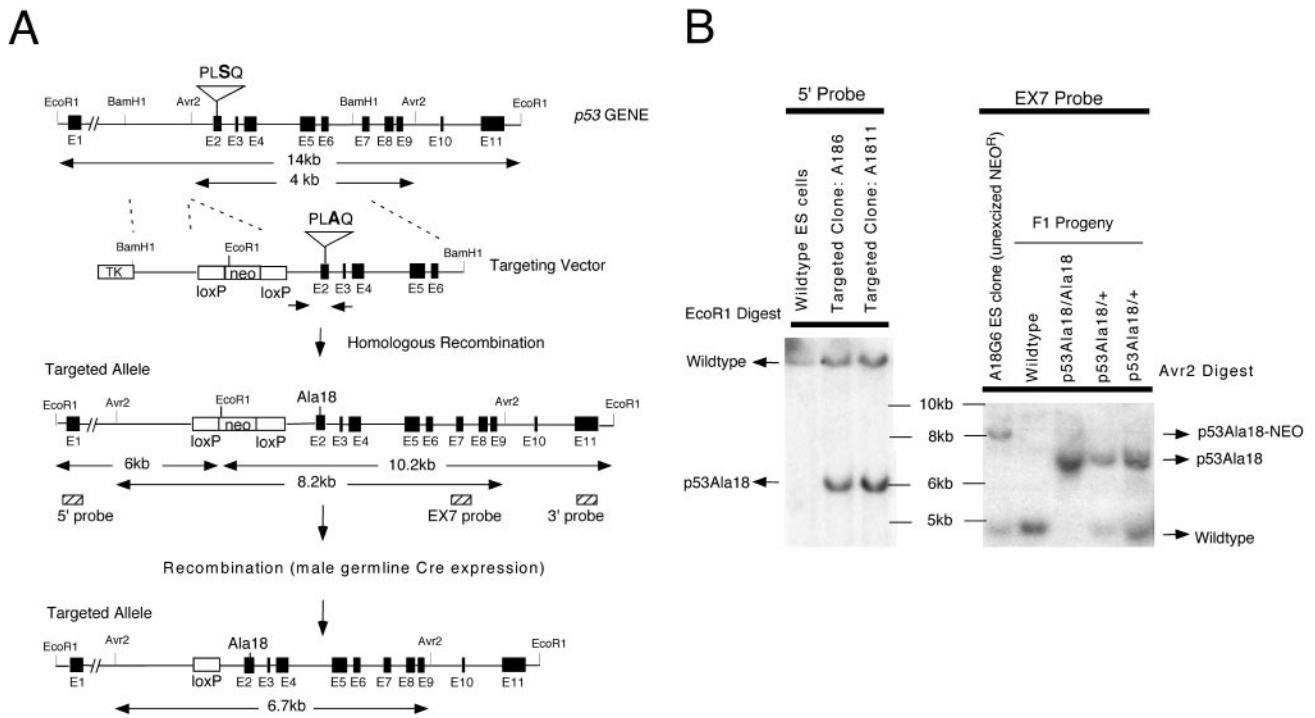 A
PLSQ
EcoR1 BamH1 Avr2 BamH1 Avr2 EcoR1
p53 GENE
E1 E2 E3 E4 E5 E6 E7 E8 E9 E10 E11
14kb
4 kb
PLAQ
BamH1 EcoR1 BamH1
TK neo
Targeting Vector
loxP loxP E2 E3 E4 E5 E6
Homologous Recombination
Targeted Allele
EcoR1 Avr2 EcoR1 Ala18 Avr2 EcoR1
neo
E1 loxP loxP E2 E3 E4 E5 E6 E7 E8 E9 E10 E11
6kb 10.2kb
8.2kb
5' probe EX7 probe 3' probe
Recombination (male germline Cre expression)
Targeted Allele
EcoR1 Avr2 Ala18 Avr2 EcoR1
E1 loxP E2 E3 E4 E5 E6 E7 E8 E9 E10 E11
6.7kb
B
5' Probe
Wildtype ES cells
Targeted Clone: A186
Targeted Clone: A1811
EcoR1 Digest
Wildtype
p53Ala18
10kb
8kb
6kb
5kb
EX7 Probe
A18G6 ES clone (unexcized NEOR)
F1 Progeny
Wildtype
p53Ala18/Ala18
p53Ala18/+
p53Ala18/+
Avr2 Digest
p53Ala18-NEO
p53Ala18
Wildtype